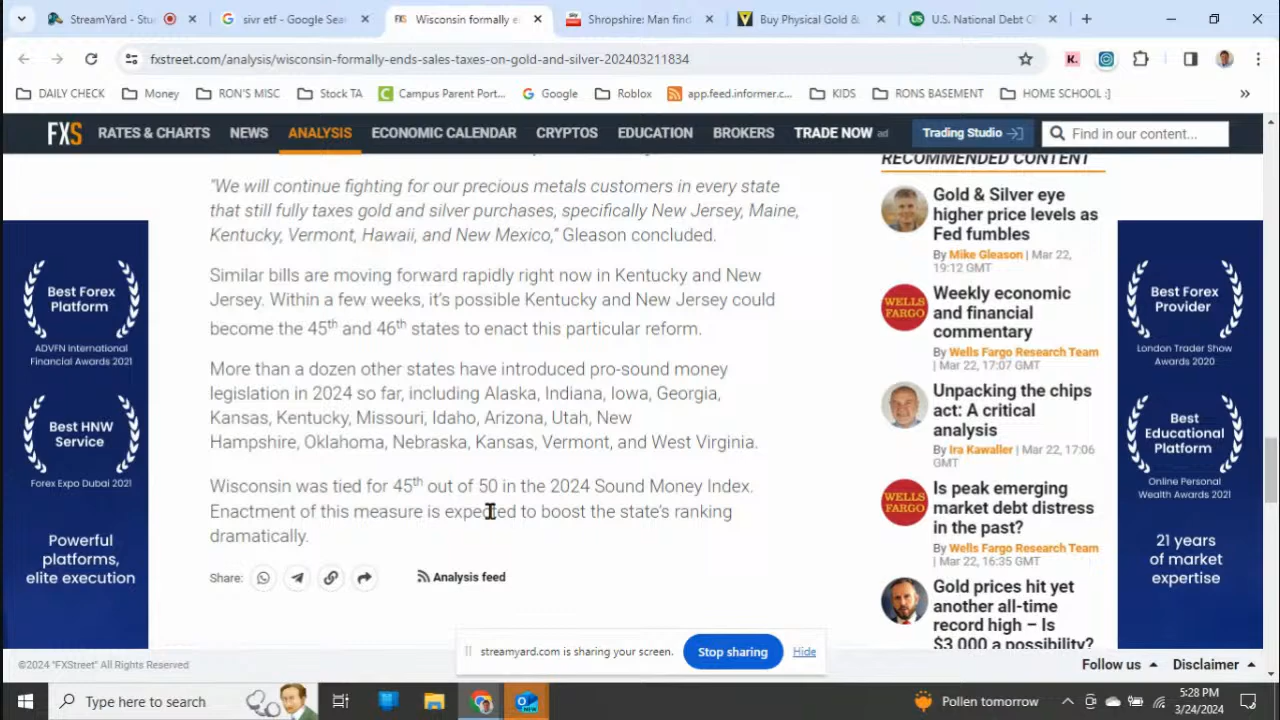 StreamYard - Stu
sivr etf - Google Sea
Wisconsin formally e
Shropshire: Man find
Buy Physical Gold &
U.S. National Debt C
fxstreet.com/analysis/wisconsin-formally-ends-sales-taxes-on-gold-and-silver-202403211834
DAILY CHECK
Money
RON'S MISC
Stock TA
Campus Parent Port...
Google
Roblox
app.feed.informer.c...
KIDS
RONS BASEMENT
HOME SCHOOL :]
»
FXS
RATES & CHARTS
NEWS
ANALYSIS
ECONOMIC CALENDAR
CRYPTOS
EDUCATION
BROKERS
TRADE NOW ad
Trading Studio
Find in our content...
"We will continue fighting for our precious metals customers in every state
that still fully taxes gold and silver purchases, specifically New Jersey, Maine,
Kentucky, Vermont, Hawaii, and New Mexico," Gleason concluded.
Similar bills are moving forward rapidly right now in Kentucky and New
Jersey. Within a few weeks, it's possible Kentucky and New Jersey could
become the 45th and 46th states to enact this particular reform.
More than a dozen other states have introduced pro-sound money
legislation in 2024 so far, including Alaska, Indiana, Iowa, Georgia,
Kansas, Kentucky, Missouri, Idaho, Arizona, Utah, New
Hampshire, Oklahoma, Nebraska, Kansas, Vermont, and West Virginia.
Wisconsin was tied for 45th out of 50 in the 2024 Sound Money Index.
Enactment of this measure is expected to boost the state's ranking
dramatically.
Share:
Analysis feed
RECOMMENDED CONTENT
Gold & Silver eye
higher price levels as
Fed fumbles
By Mike Gleason | Mar 22,
19:12 GMT
WELLS
FARGO
Weekly economic
and financial
commentary
By Wells Fargo Research Team
| Mar 22, 17:07 GMT
Unpacking the chips
act: A critical
analysis
By Ira Kawaller | Mar 22, 17:06
GMT
WELLS
FARGO
Is peak emerging
market debt distress
in the past?
By Wells Fargo Research Team
| Mar 22, 16:35 GMT
Gold prices hit yet
another all-time
record high – Is
$3,000 a possibility?
Best Forex
Platform
ADVFN International
Financial Awards 2021
Best HNW
Service
Forex Expo Dubai 2021
Powerful
platforms,
elite execution
Best Forex
Provider
London Trader Show
Awards 2020
Best
Educational
Platform
Online Personal
Wealth Awards 2021
21 years
of market
expertise
streamyard.com is sharing your screen.
Stop sharing
Hide
©2024 "FXStreet" All Rights Reserved
Follow us
Disclaimer
Type here to search
Pollen tomorrow
5:28 PM
3/24/2024